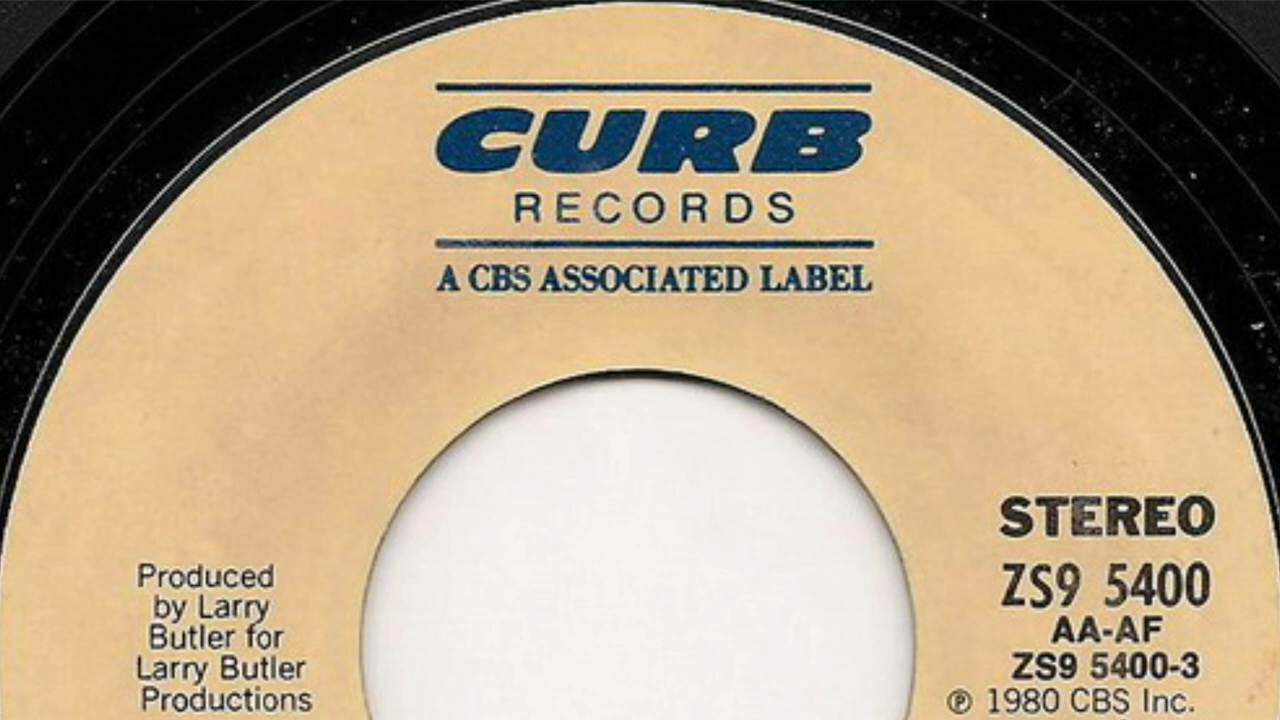 CURB
RECORDS
A CBS ASSOCIATED LABEL
STEREO
ZS9 5400
AA-AF
ZS9 5400-3
℗ 1980 CBS Inc.
Produced
by Larry
Butler for
Larry Butler
Productions